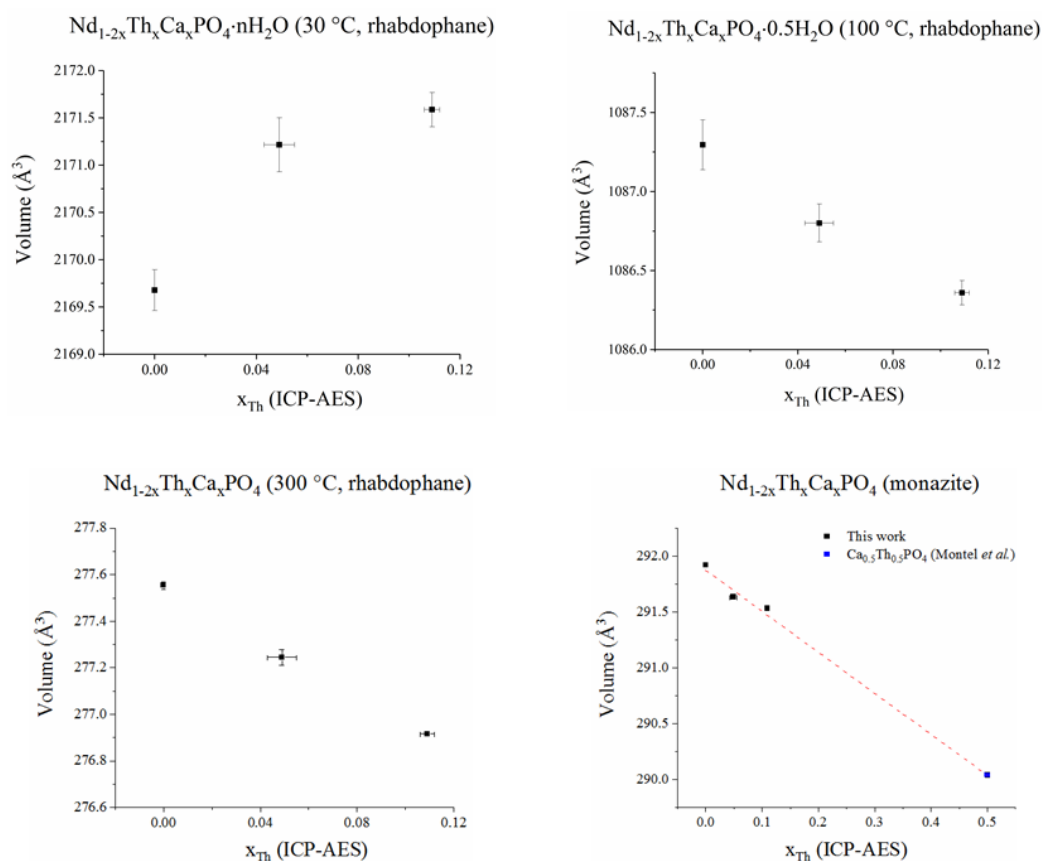 Nd1-2xThxCaxPO4·nH2O (30 °C, rhabdophane)
2172.0
2171.5
2171.0
2170.5
2170.0
2169.5
2169.0
Volume (Å3)
0.00 0.04 0.08 0.12
xTh (ICP-AES)
Nd1-2xThxCaxPO4·0.5H2O (100 °C, rhabdophane)
1087.5
1087.0
1086.5
1086.0
Volume (Å3)
0.00 0.04 0.08 0.12
xTh (ICP-AES)
Nd1-2xThxCaxPO4 (300 °C, rhabdophane)
277.8
277.6
277.4
277.2
277.0
276.8
276.6
Volume (Å3)
0.00 0.04 0.08 0.12
xTh (ICP-AES)
Nd1-2xThxCaxPO4 (monazite)
This work
Ca0.5Th0.5PO4 (Montel et al.)
292.0
291.5
291.0
290.5
290.0
Volume (Å3)
0.0 0.1 0.2 0.3 0.4 0.5
xTh (ICP-AES)